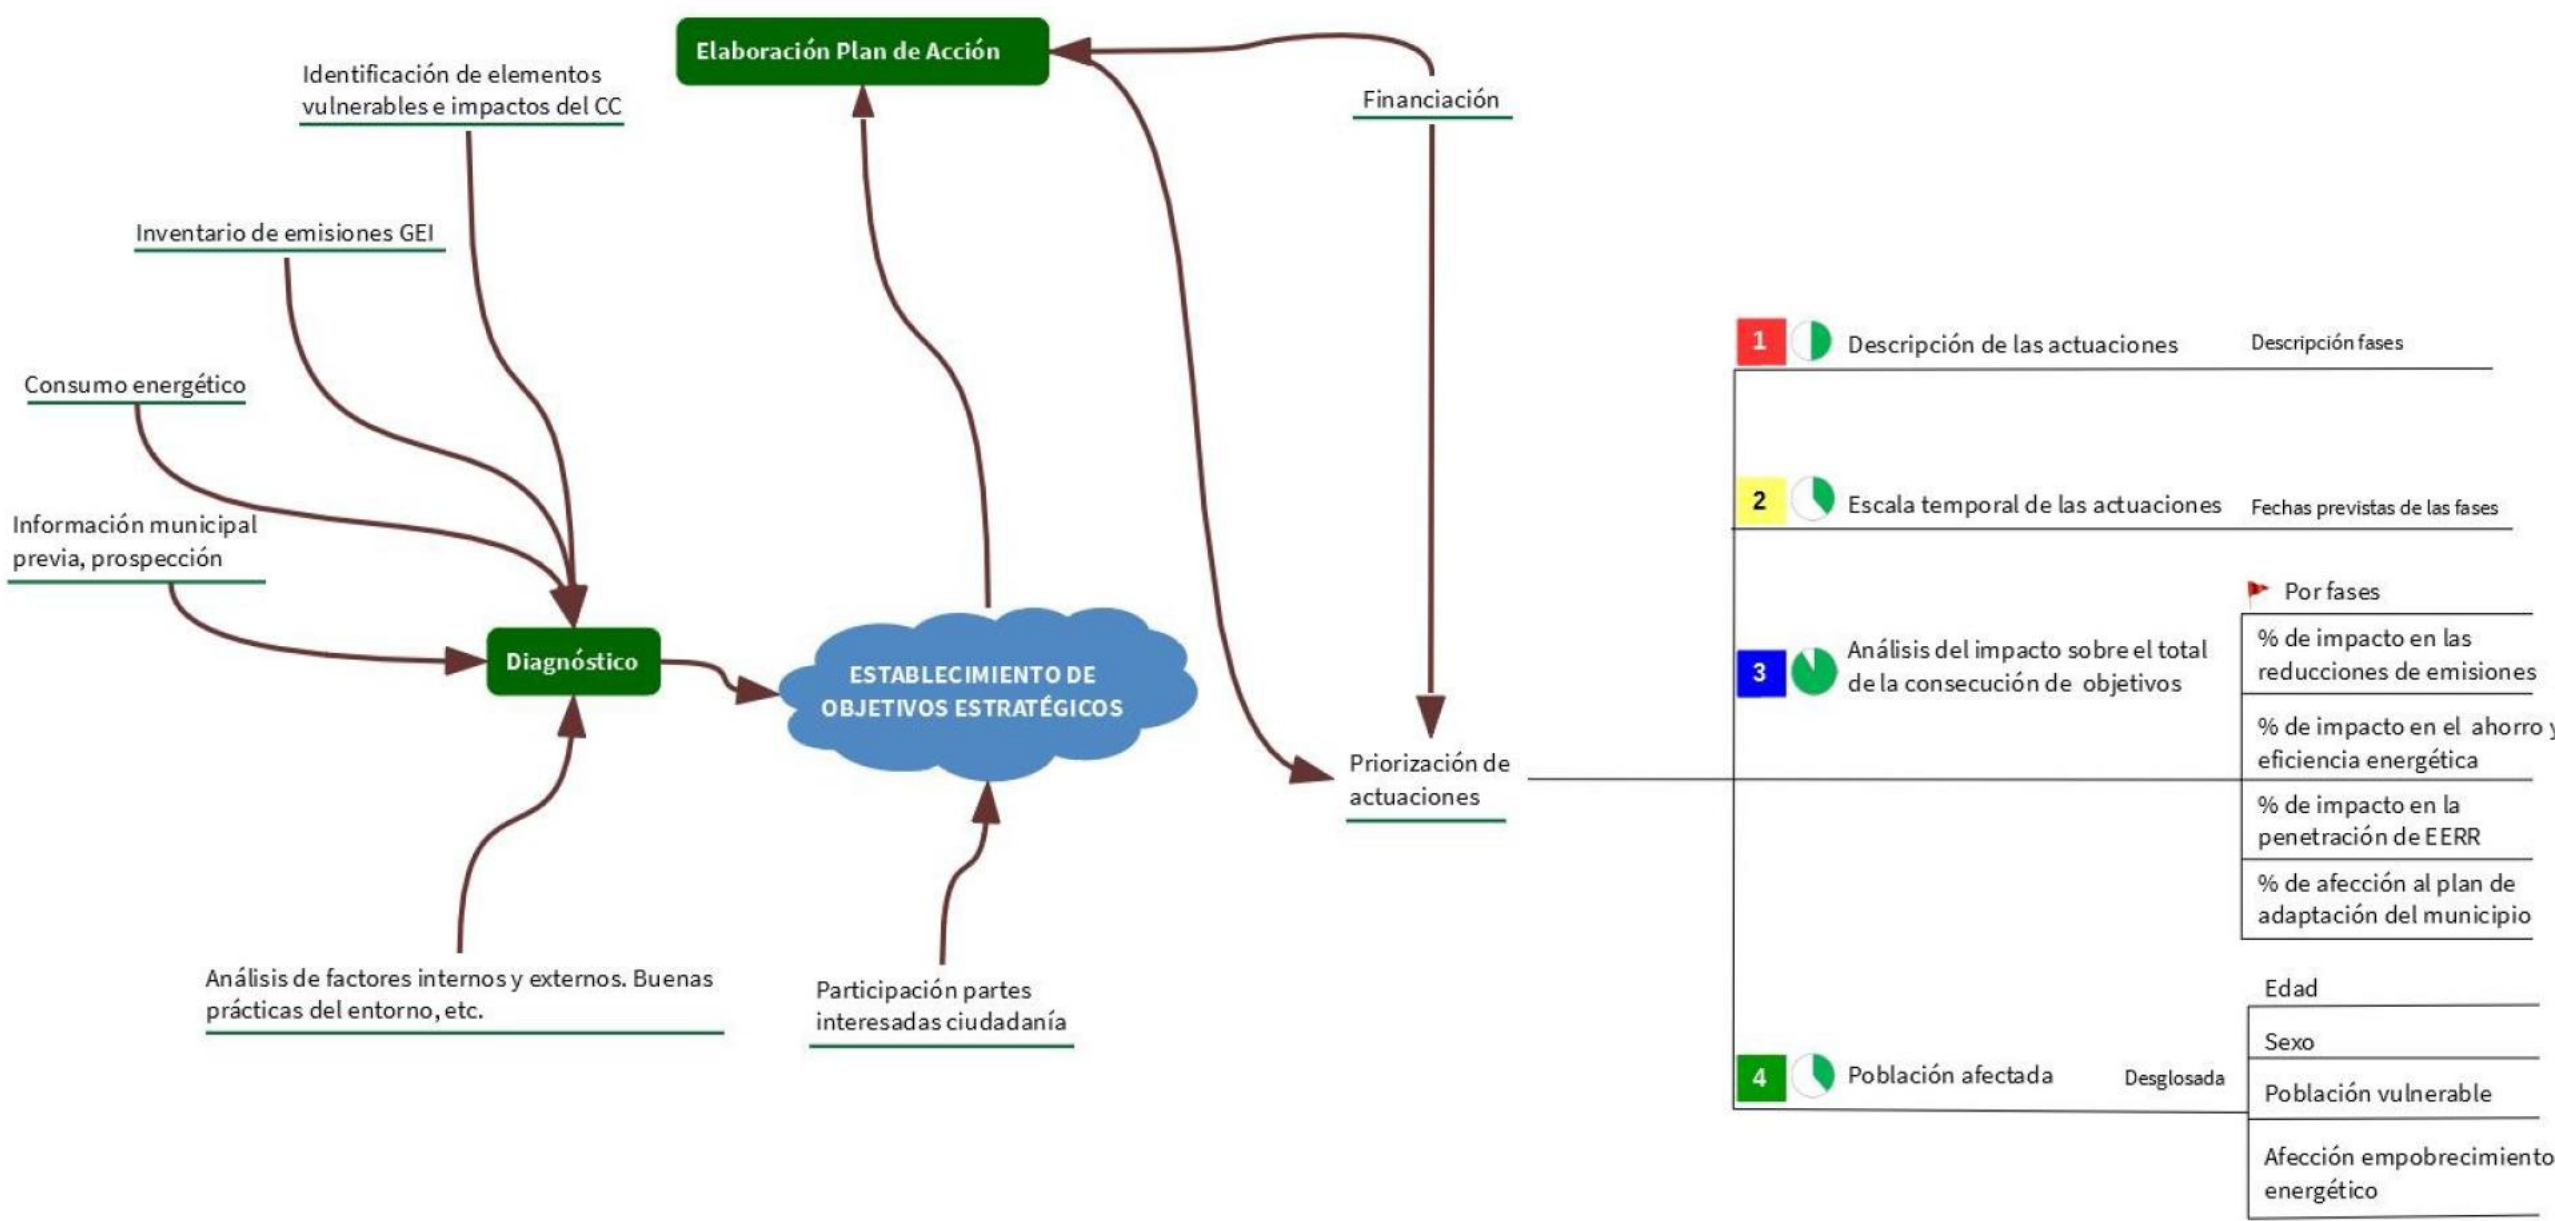 Elaboración Plan de Acción
Identificación de elementos
vulnerables e impactos del CC
Financiación
Inventario de emisiones GEI
Consumo energético
Información municipal
previa, prospección
Diagnóstico
ESTABLECIMIENTO DE
OBJETIVOS ESTRATÉGICOS
Análisis de factores internos y externos. Buenas
prácticas del entorno, etc.
Participación partes
interesadas ciudadanía
Priorización de
actuaciones
1 Descripción de las actuaciones Descripción fases
2 Escala temporal de las actuaciones Fechas previstas de las fases
3 Análisis del impacto sobre el total
de la consecución de objetivos
Por fases
% de impacto en las
reducciones de emisiones
% de impacto en el ahorro y
eficiencia energética
% de impacto en la
penetración de EERR
% de afección al plan de
adaptación del municipio
4 Población afectada Desglosada
Edad
Sexo
Población vulnerable
Afección empobrecimiento
energético